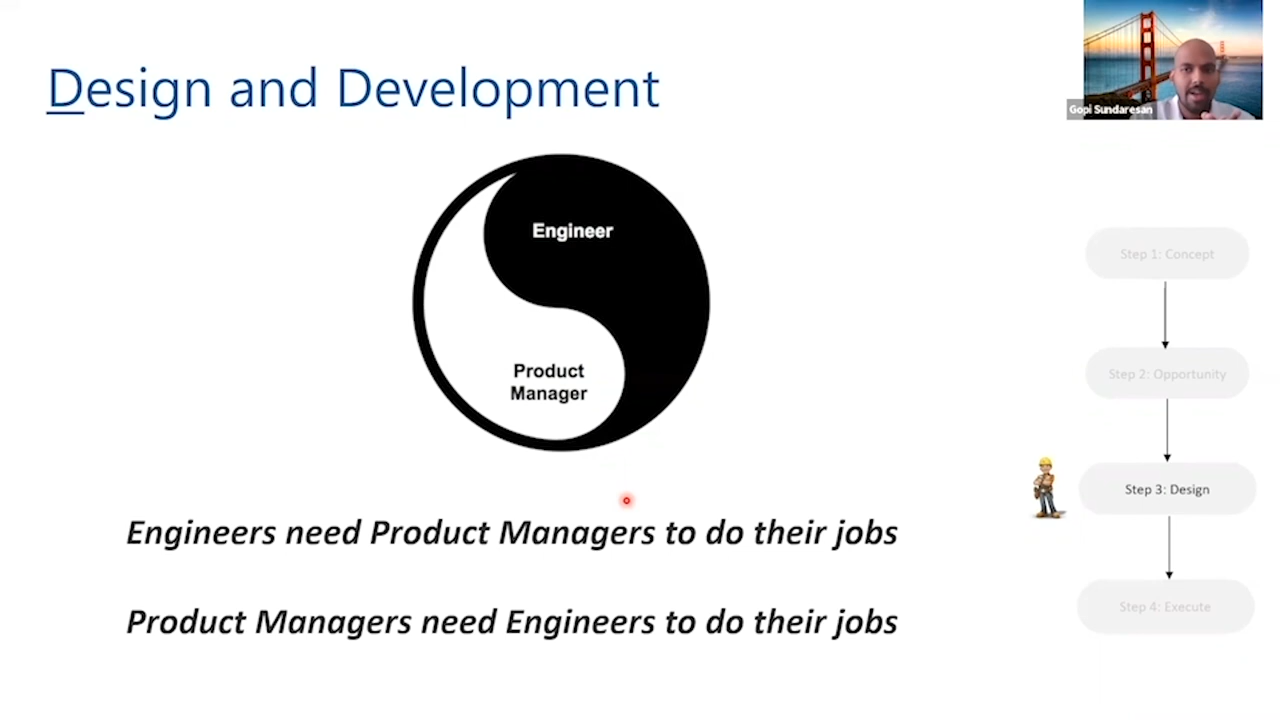 Design and Development
Gopi Sundaresan
Engineer
Product
Manager
Engineers need Product Managers to do their jobs
Product Managers need Engineers to do their jobs
Step 1: Concept
Step 2: Opportunity
Step 3: Design
Step 4: Execute